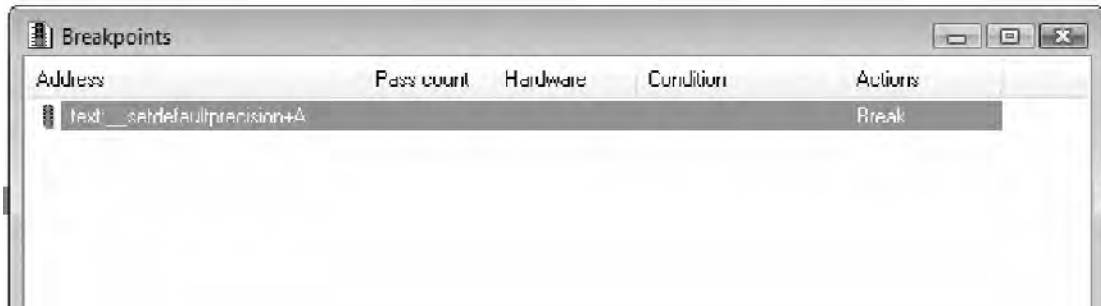 Breakpoints
Address Pass count Hardware Condition Actions
.text:__setdefaultprecision+A Break